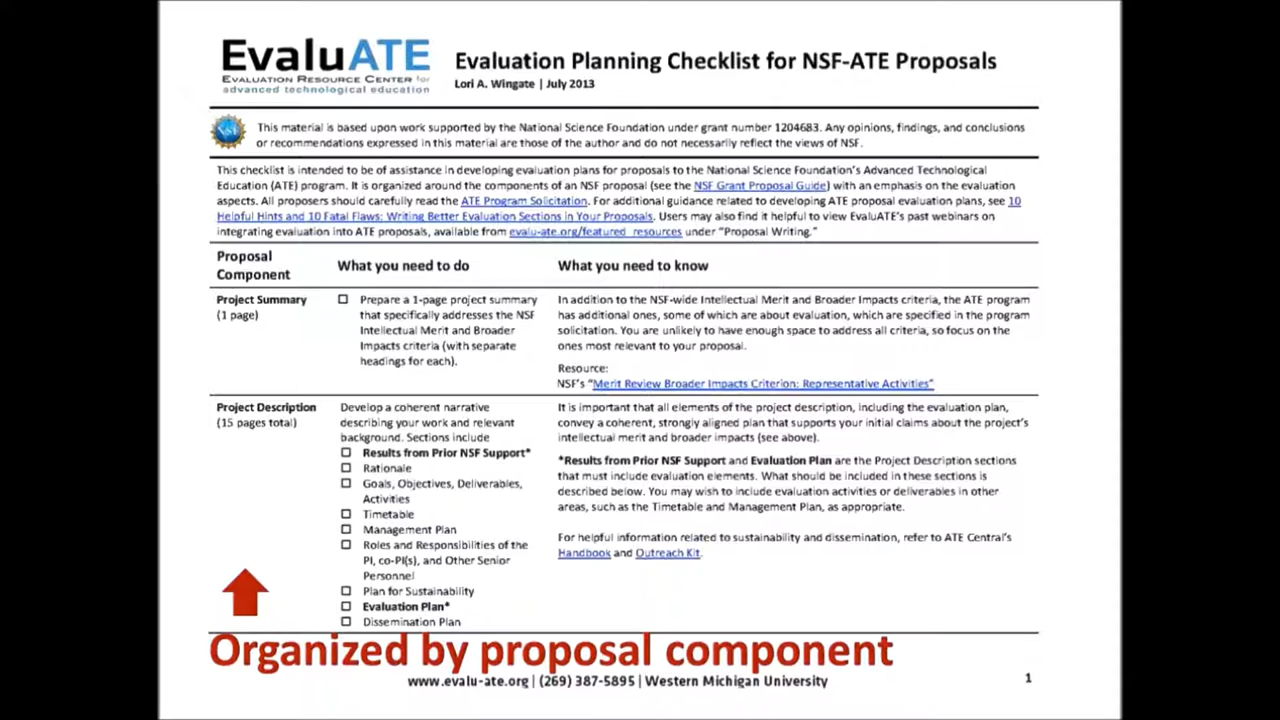 EvaluATE
EVALUATION RESOURCE CENTER for
advanced technological education
Evaluation Planning Checklist for NSF-ATE Proposals
Lori A. Wingate | July 2013
NSF
This material is based upon work supported by the National Science Foundation under grant number 1204683. Any opinions, findings, and conclusions
or recommendations expressed in this material are those of the author and do not necessarily reflect the views of NSF.
This checklist is intended to be of assistance in developing evaluation plans for proposals to the National Science Foundation's Advanced Technological
Education (ATE) program. It is organized around the components of an NSF proposal (see the NSF Grant Proposal Guide) with an emphasis on the evaluation
aspects. All proposers should carefully read the ATE Program Solicitation. For additional guidance related to developing ATE proposal evaluation plans, see 10
Helpful Hints and 10 Fatal Flaws: Writing Better Evaluation Sections in Your Proposals. Users may also find it helpful to view EvaluATE's past webinars on
integrating evaluation into ATE proposals, available from evalu-ate.org/featured_resources under "Proposal Writing."
Proposal
Component
What you need to do
What you need to know
Project Summary
(1 page)
Prepare a 1-page project summary
that specifically addresses the NSF
Intellectual Merit and Broader
Impacts criteria (with separate
headings for each).
In addition to the NSF-wide Intellectual Merit and Broader Impacts criteria, the ATE program
has additional ones, some of which are about evaluation, which are specified in the program
solicitation. You are unlikely to have enough space to address all criteria, so focus on the
ones most relevant to your proposal.
Resource:
NSF's "Merit Review Broader Impacts Criterion: Representative Activities"
Project Description
(15 pages total)
Develop a coherent narrative
describing your work and relevant
background. Sections include
Results from Prior NSF Support*
Rationale
Goals, Objectives, Deliverables,
Activities
Timetable
Management Plan
Roles and Responsibilities of the
PI, co-PI(s), and Other Senior
Personnel
Plan for Sustainability
Evaluation Plan*
Dissemination Plan
It is important that all elements of the project description, including the evaluation plan,
convey a coherent, strongly aligned plan that supports your initial claims about the project's
intellectual merit and broader impacts (see above).
*Results from Prior NSF Support and Evaluation Plan are the Project Description sections
that must include evaluation elements. What should be included in these sections is
described below. You may wish to include evaluation activities or deliverables in other
areas, such as the Timetable and Management Plan, as appropriate.
For helpful information related to sustainability and dissemination, refer to ATE Central's
Handbook and Outreach Kit.
Organized by proposal component
www.evalu-ate.org | (269) 387-5895 | Western Michigan University
1